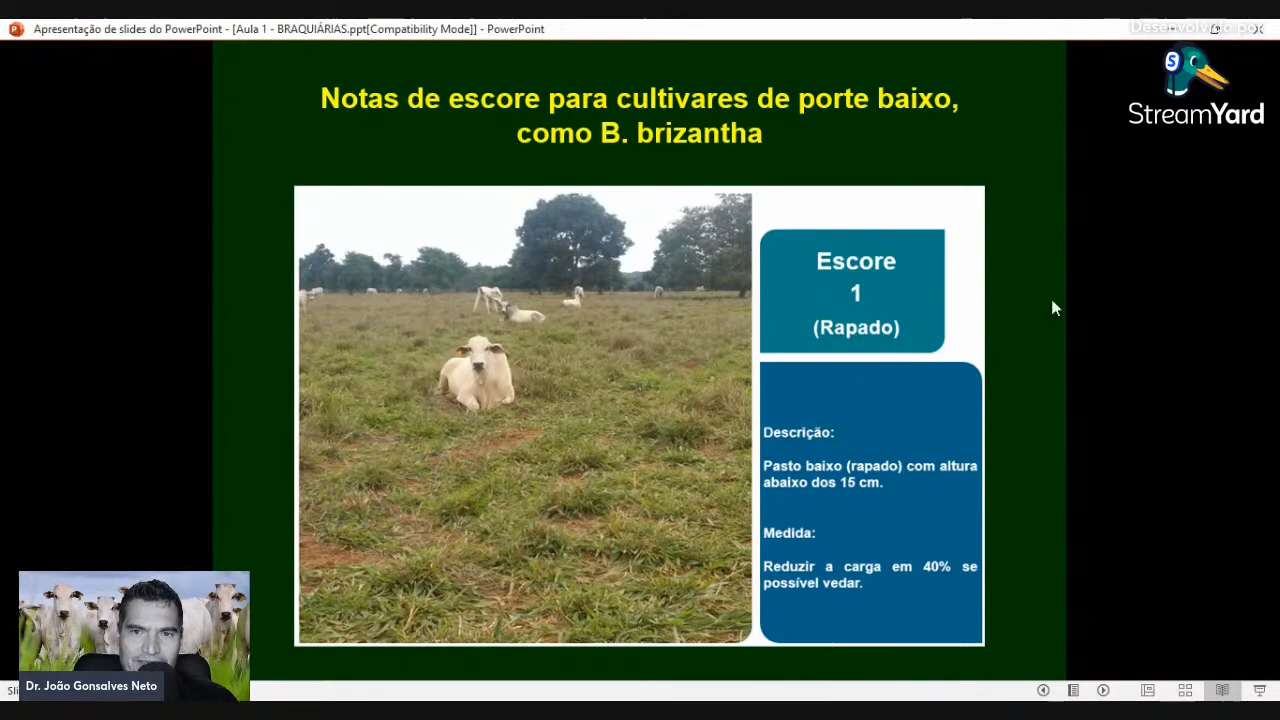 Apresentação de slides do PowerPoint - [Aula 1 - BRAQUIÁRIAS.ppt[Compatibility Mode]] - PowerPoint
Desenvolvido por
StreamYard
Notas de escore para cultivares de porte baixo,
como B. brizantha
Escore
1
(Rapado)
Descrição:
Pasto baixo (rapado) com altura
abaixo dos 15 cm.
Medida:
Reduzir a carga em 40% se
possível vedar.
Dr. João Gonsalves Neto